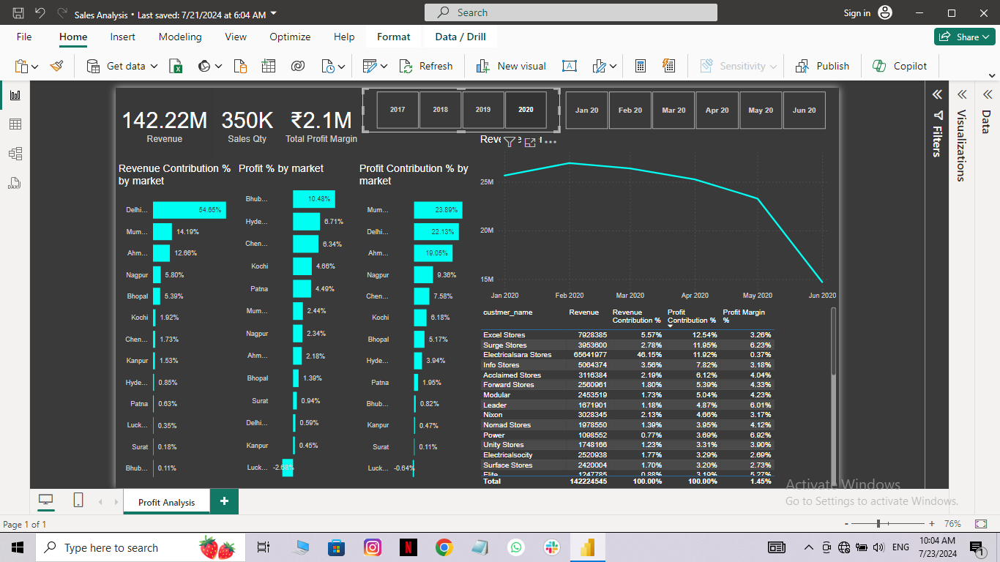 Sales Analysis • Last saved: 7/21/2024 at 6:04 AM
Search
Sign in
File Home Insert Modeling View Optimize Help Format Data / Drill
Share
Get data
Refresh
New visual
Sensitivity
Publish
Copilot
142.22M
Revenue
350K
Sales Qty
₹2.1M
Total Profit Margin
2017 2018 2019 2020
Jan 20 Feb 20 Mar 20 Apr 20 May 20 Jun 20
Revenue Contribution %
by market
Delhi... 54.65%
Mum... 14.19%
Ahm... 12.66%
Nagpur 5.80%
Bhopal 5.39%
Kochi 1.92%
Chen... 1.73%
Kanpur 1.53%
Hyde... 0.85%
Patna 0.63%
Luck... 0.35%
Surat 0.18%
Bhub... 0.11%
Profit % by market
Bhub... 10.48%
Hyde... 6.71%
Chen... 6.34%
Kochi 4.66%
Patna 4.49%
Mum... 2.44%
Nagpur 2.34%
Ahm... 2.18%
Bhopal 1.39%
Surat 0.94%
Delhi... 0.59%
Kanpur 0.45%
Luck... -2.68%
Profit Contribution % by
market
Mum... 23.89%
Delhi... 22.13%
Ahm... 19.05%
Nagpur 9.36%
Chen... 7.58%
Kochi 6.18%
Bhopal 5.17%
Hyde... 3.94%
Patna 1.95%
Bhub... 0.82%
Kanpur 0.47%
Surat 0.11%
Luck... -0.64%
25M
20M
15M
Jan 2020 Feb 2020 Mar 2020 Apr 2020 May 2020 Jun 2020
custmer_name Revenue Revenue Contribution % Profit Contribution % Profit Margin %
Excel Stores 7928385 5.57% 12.54% 3.26%
Surge Stores 3953600 2.78% 11.95% 6.23%
Electricalsara Stores 65641977 46.15% 11.92% 0.37%
Info Stores 5064374 3.56% 7.82% 3.18%
Acclaimed Stores 3116384 2.19% 6.12% 4.04%
Forward Stores 2560961 1.80% 5.39% 4.33%
Modular 2453519 1.73% 5.04% 4.23%
Leader 1671901 1.18% 4.87% 6.01%
Nixon 3028345 2.13% 4.66% 3.17%
Nomad Stores 1978550 1.39% 3.95% 4.12%
Power 1098552 0.77% 3.69% 6.92%
Unity Stores 1748166 1.23% 3.31% 3.90%
Electricalsocity 2520938 1.77% 3.29% 2.69%
Surface Stores 2420004 1.70% 3.20% 2.73%
Elite 1247785 0.88% 3.19% 5.27%
Total 142224545 100.00% 100.00% 1.45%
Filters
Visualizations
Data
Activate Windows
Go to Settings to activate Windows.
Profit Analysis
Page 1 of 1
76%
Type here to search
ENG
10:04 AM
7/23/2024
1